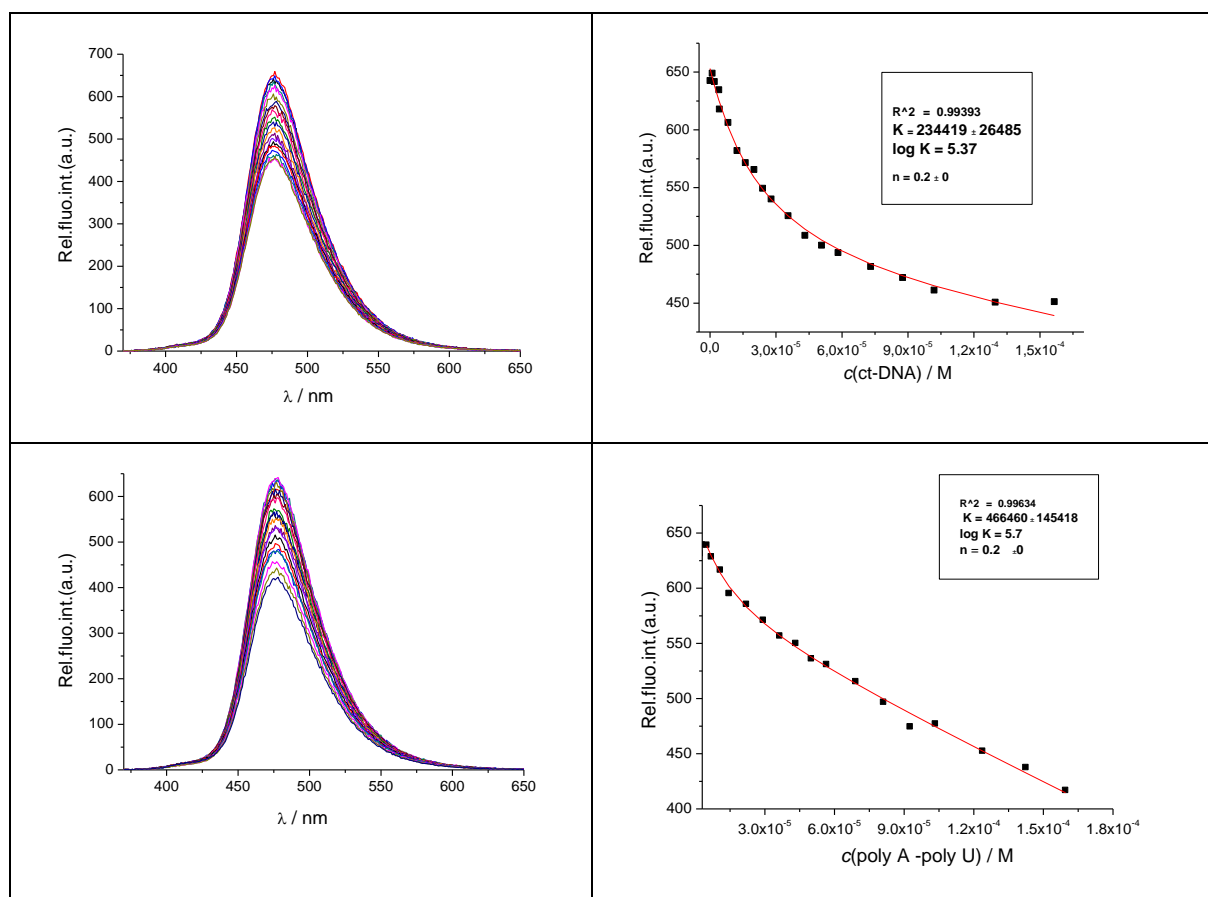 700
600
500
400
300
200
100
0
400
450
500
550
600
650
Rel.fluo.int.(a.u.)
λ / nm
650
600
550
500
450
0,0
3,0x10⁻⁵
6,0x10⁻⁵
9,0x10⁻⁵
1,2x10⁻⁴
1,5x10⁻⁴
Rel.fluo.int.(a.u.)
c(ct-DNA) / M
R^2 = 0.99393
K = 234419 ± 26485
log K = 5.37
n = 0.2 ± 0
600
500
400
300
200
100
0
400
450
500
550
600
650
Rel.fluo.int.(a.u.)
λ / nm
650
600
550
500
450
400
3.0x10⁻⁵
6.0x10⁻⁵
9.0x10⁻⁵
1.2x10⁻⁴
1.5x10⁻⁴
1.8x10⁻⁴
Rel.fluo.int.(a.u.)
c(poly A -poly U) / M
R^2 = 0.99634
K = 466460 ± 145418
log K = 5.7
n = 0.2 ±0